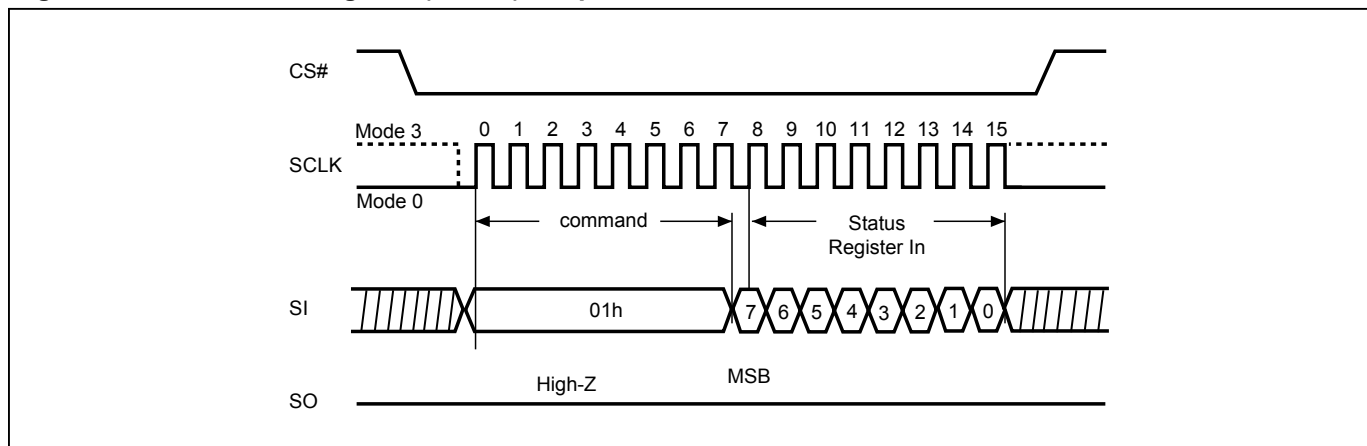 CS#
Mode 3
0 1 2 3 4 5 6 7 8 9 10 11 12 13 14 15
SCLK
Mode 0
command
Status
Register In
SI
01h
7 6 5 4 3 2 1 0
High-Z
MSB
SO